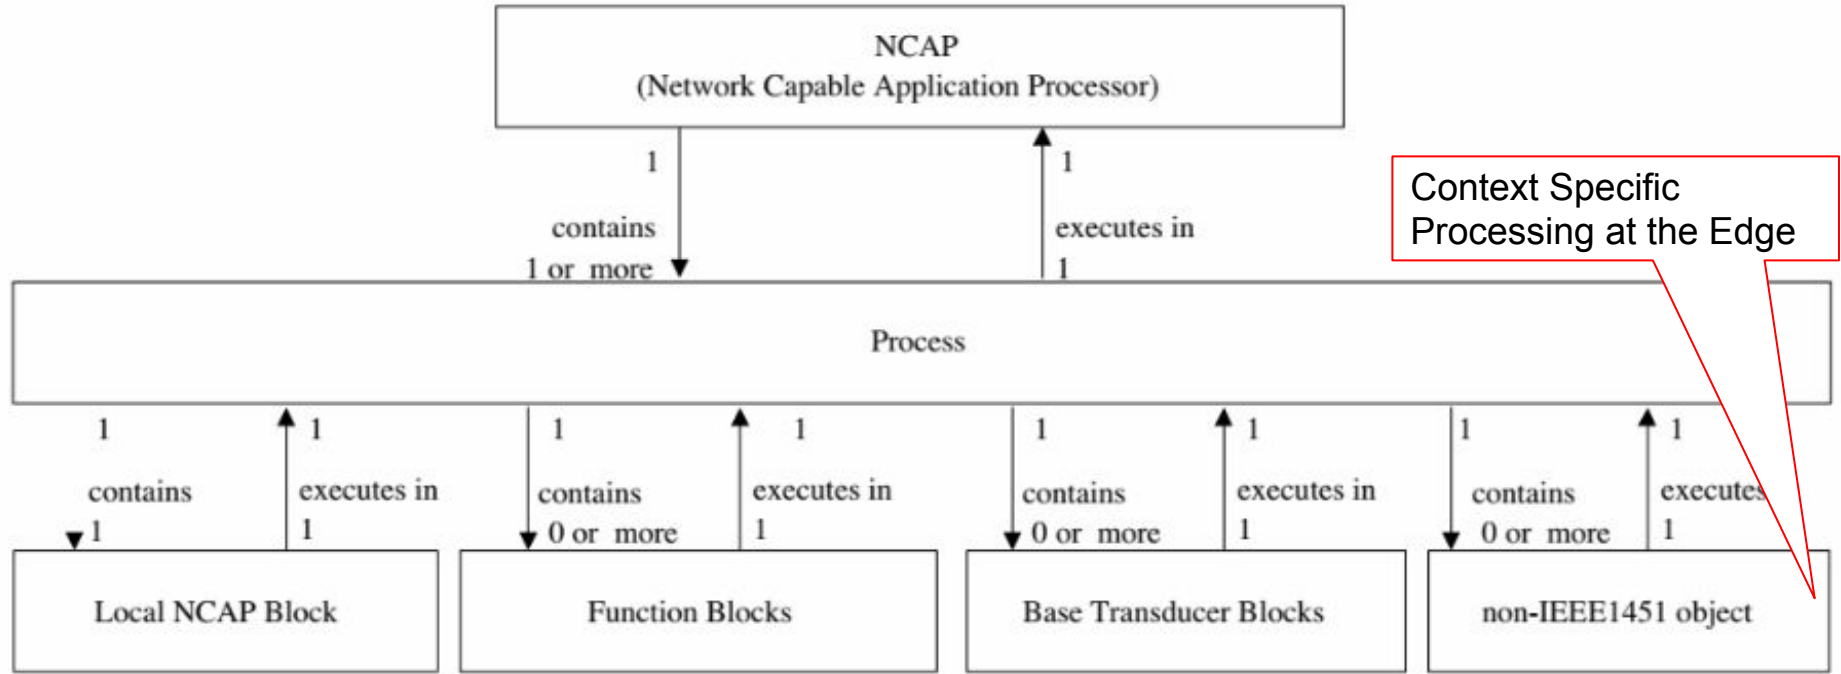 NCAP
(Network Capable Application Processor)
1
1
Context Specific
Processing at the Edge
contains
executes in
1 or more
1
Process
1
1
1
1
1
1
1
1
contains
executes in
contains
executes in
contains
executes in
contains
executes
1
1
0 or more
1
0 or more
1
0 or more
1
Local NCAP Block
Function Blocks
Base Transducer Blocks
non-IEEE1451 object